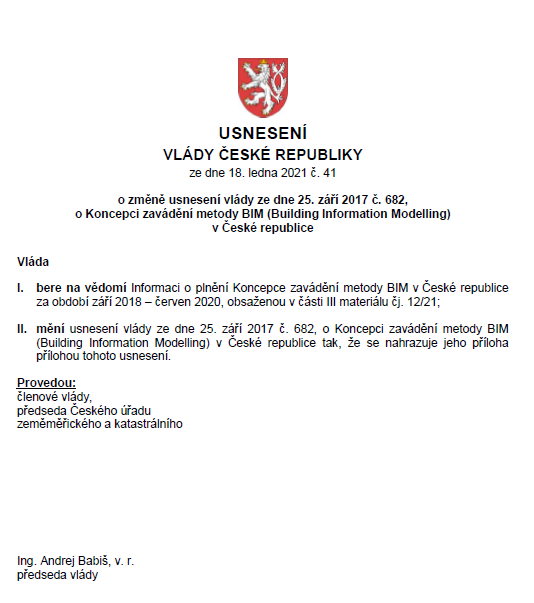 USNESENÍ
VLÁDY ČESKÉ REPUBLIKY
ze dne 18. ledna 2021 č. 41
o změně usnesení vlády ze dne 25. září 2017 č. 682,
o Koncepci zavádění metody BIM (Building Information Modelling)
v České republice
Vláda
I. bere na vědomí Informaci o plnění Koncepce zavádění metody BIM v České republice
za období září 2018 – červen 2020, obsaženou v části III materiálu čj. 12/21;
II. mění usnesení vlády ze dne 25. září 2017 č. 682, o Koncepci zavádění metody BIM
(Building Information Modelling) v České republice tak, že se nahrazuje jeho příloha
přílohou tohoto usnesení.
Provedou:
členové vlády,
předseda Českého úřadu
zeměměřického a katastrálního
Ing. Andrej Babiš, v. r.
předseda vlády